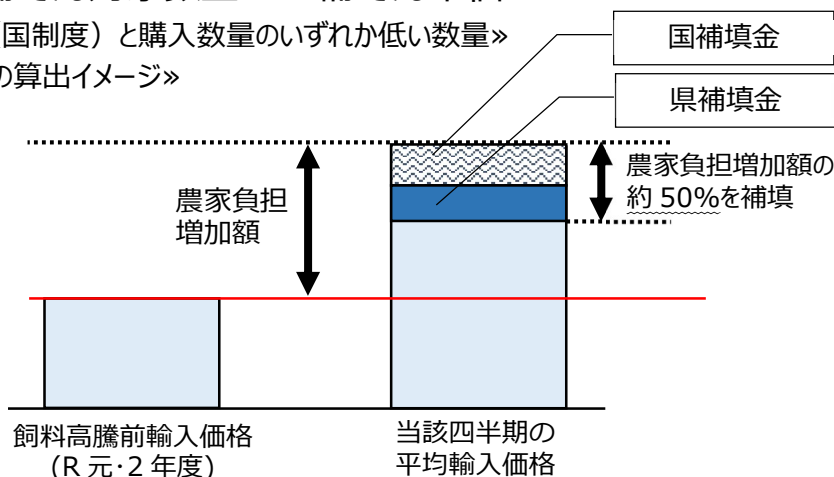 国制度）と購入数量のいずれか低い数量»
の算出イメージ»
国補填金
県補填金
農家負担
増加額
農家負担増加額の
約 50%を補填
飼料高騰前輸入価格
（R 元･2 年度）
当該四半期の
平均輸入価格